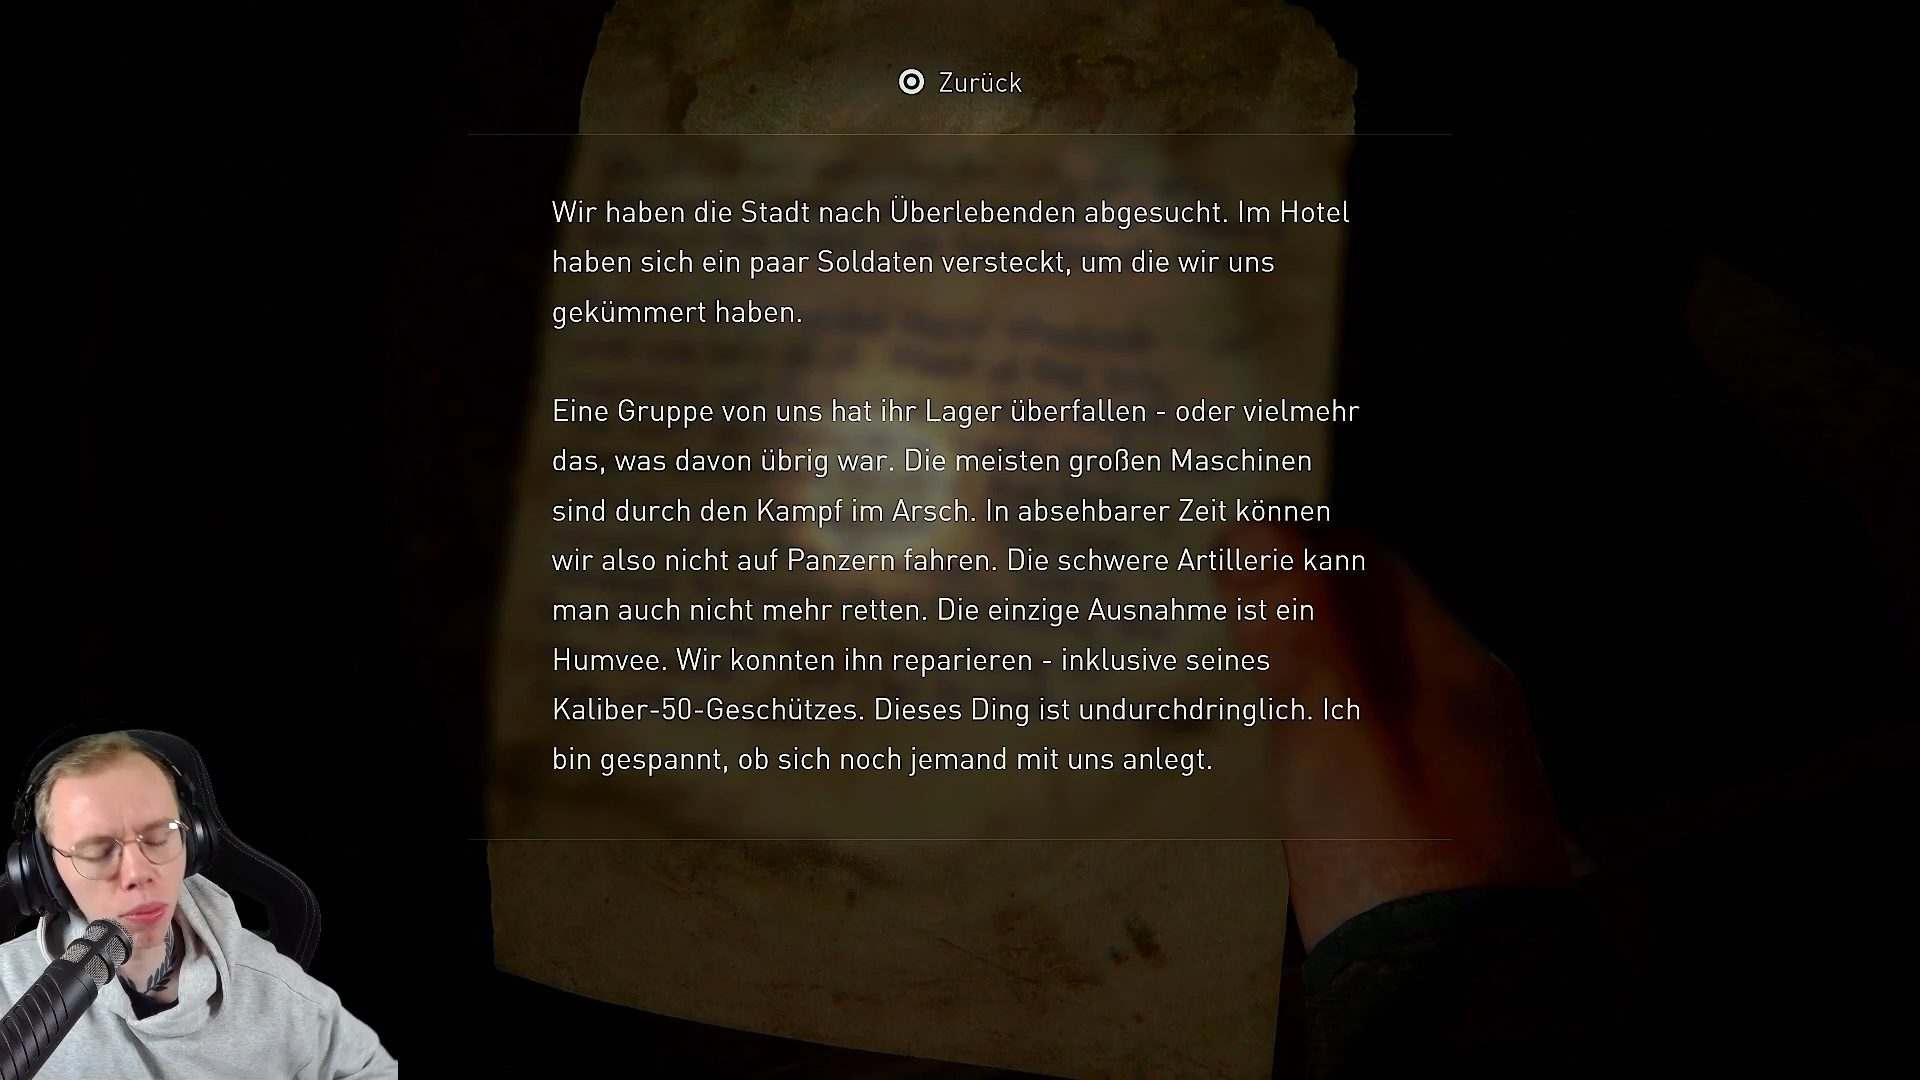 Zurück
Wir haben die Stadt nach Überlebenden abgesucht. Im Hotel
haben sich ein paar Soldaten versteckt, um die wir uns
gekümmert haben.
Eine Gruppe von uns hat ihr Lager überfallen - oder vielmehr
das, was davon übrig war. Die meisten großen Maschinen
sind durch den Kampf im Arsch. In absehbarer Zeit können
wir also nicht auf Panzern fahren. Die schwere Artillerie kann
man auch nicht mehr retten. Die einzige Ausnahme ist ein
Humvee. Wir konnten ihn reparieren - inklusive seines
Kaliber-50-Geschützes. Dieses Ding ist undurchdringlich. Ich
bin gespannt, ob sich noch jemand mit uns anlegt.